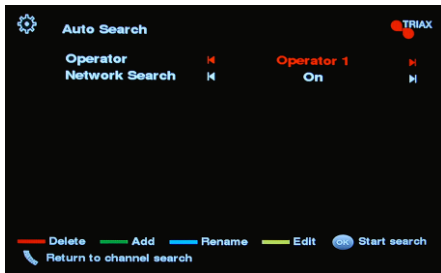 Auto Search
TRIAX
Operator Operator 1
Network Search On
Delete Add Rename Edit OK Start search
Return to channel search